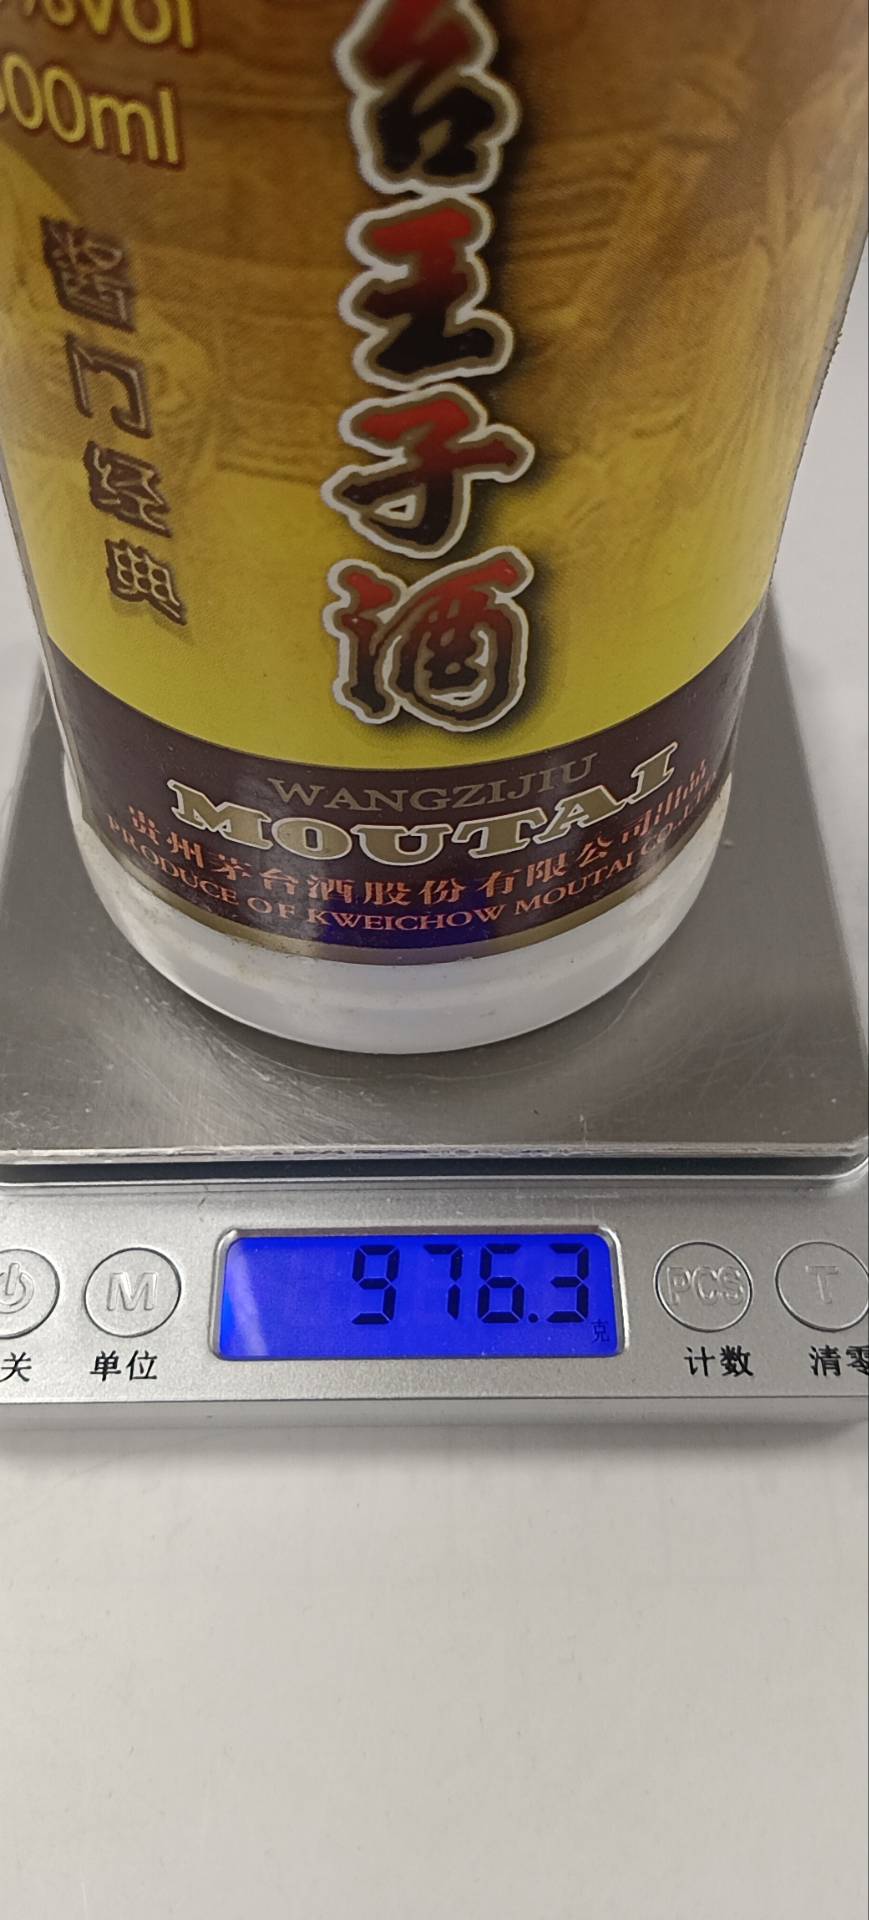 %vol
500ml
台王子酒
酱门经典
WANGZIJIU
MOUTAI
贵州茅台酒股份有限公司出品
PRODUCE OF KWEICHOW MOUTAI CO.,LTD
976.3
克
M
PCS
T
关
单位
计数
清零